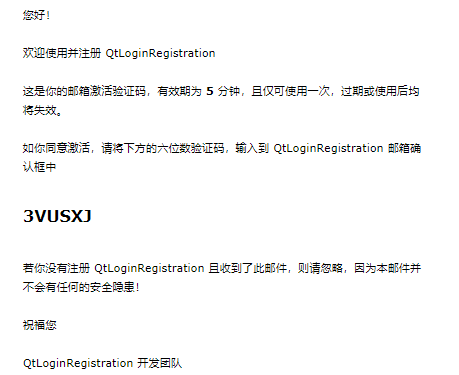 您好！
欢迎使用并注册 QtLoginRegistration
这是你的邮箱激活验证码，有效期为 5 分钟，且仅可使用一次，过期或使用后均
将失效。
如你同意激活，请将下方的六位数验证码，输入到 QtLoginRegistration 邮箱确
认框中
3VUSXJ
若你没有注册 QtLoginRegistration 且收到了此邮件，则请忽略，因为本邮件并
不会有任何的安全隐患！
祝福您
QtLoginRegistration 开发团队